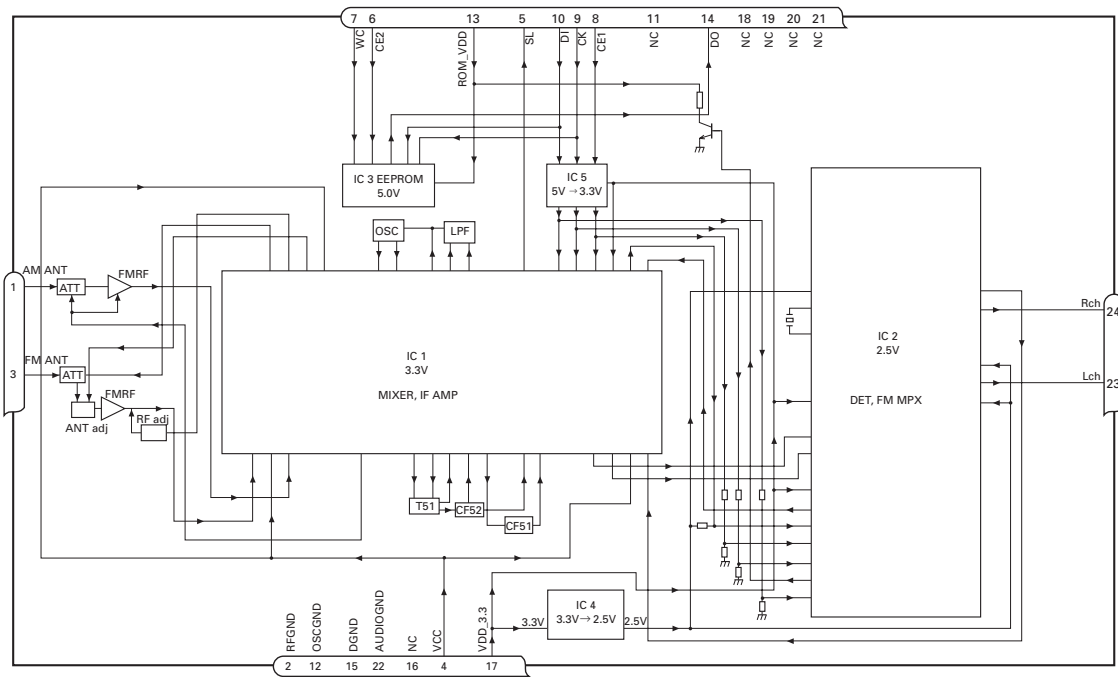 7 6 13 5 10 9 8 11 14 18 19 20 21
WC
CE2
ROM_VDD
SL
DI
CK
CE1
NC
DO
NC
NC
NC
NC
IC 3 EEPROM
5.0V
IC 5
5V → 3.3V
OSC
LPF
AM ANT
1
ATT
FMRF
FM ANT
3
ATT
FMRF
ANT adj
RF adj
IC 1
3.3V
MIXER, IF AMP
IC 2
2.5V
DET, FM MPX
Rch
24
Lch
23
T51
CF52
CF51
IC 4
3.3V→ 2.5V
3.3V
2.5V
RFGND
OSCGND
DGND
AUDIOGND
NC
VCC
VDD_3.3
2 12 15 22 16 4 17